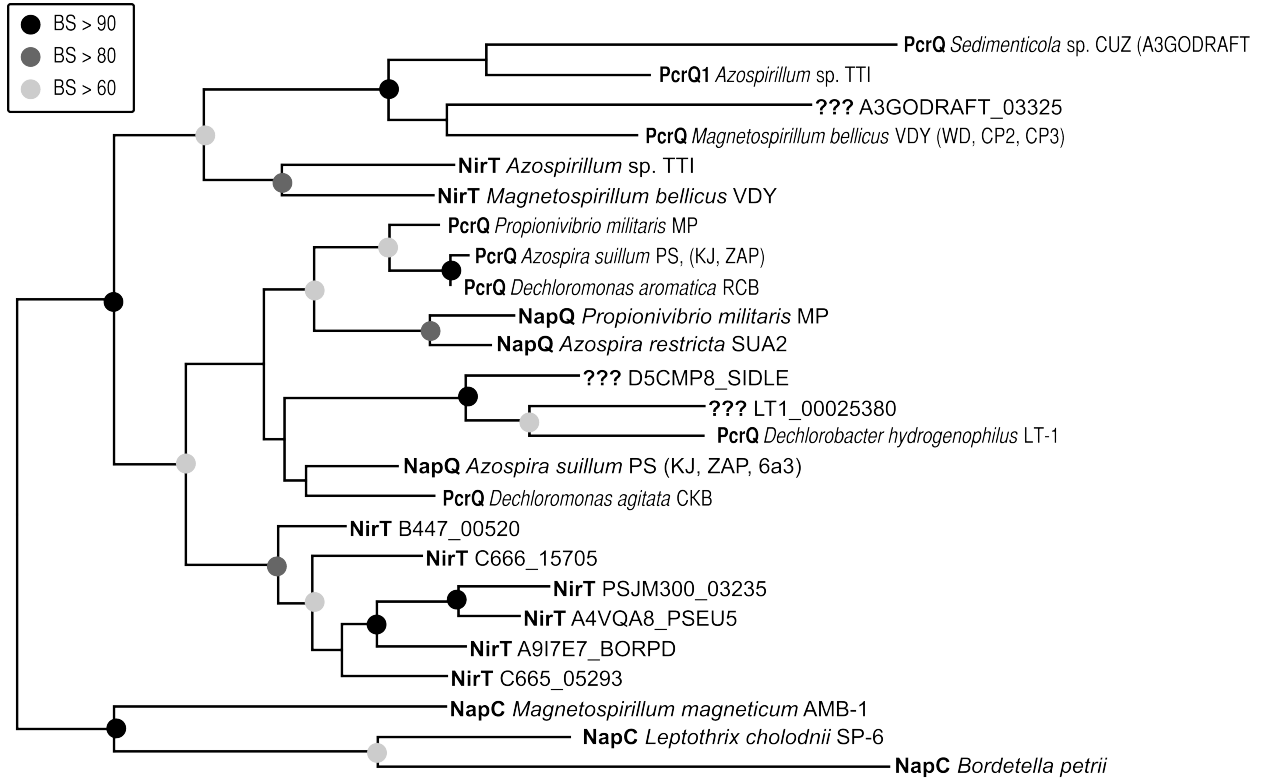 BS > 90
BS > 80
BS > 60
PcrQ Sedimenticola sp. CUZ (A3GODRAFT
PcrQ1 Azospirillum sp. TTI
??? A3GODRAFT_03325
PcrQ Magnetospirillum bellicus VDY (WD, CP2, CP3)
NirT Azospirillum sp. TTI
NirT Magnetospirillum bellicus VDY
PcrQ Propionivibrio militaris MP
PcrQ Azospira suillum PS, (KJ, ZAP)
PcrQ Dechloromonas aromatica RCB
NapQ Propionivibrio militaris MP
NapQ Azospira restricta SUA2
??? D5CMP8_SIDLE
??? LT1_00025380
PcrQ Dechlorobacter hydrogenophilus LT-1
NapQ Azospira suillum PS (KJ, ZAP, 6a3)
PcrQ Dechloromonas agitata CKB
NirT B447_00520
NirT C666_15705
NirT PSJM300_03235
NirT A4VQA8_PSEU5
NirT A9I7E7_BORPD
NirT C665_05293
NapC Magnetospirillum magneticum AMB-1
NapC Leptothrix cholodnii SP-6
NapC Bordetella petrii